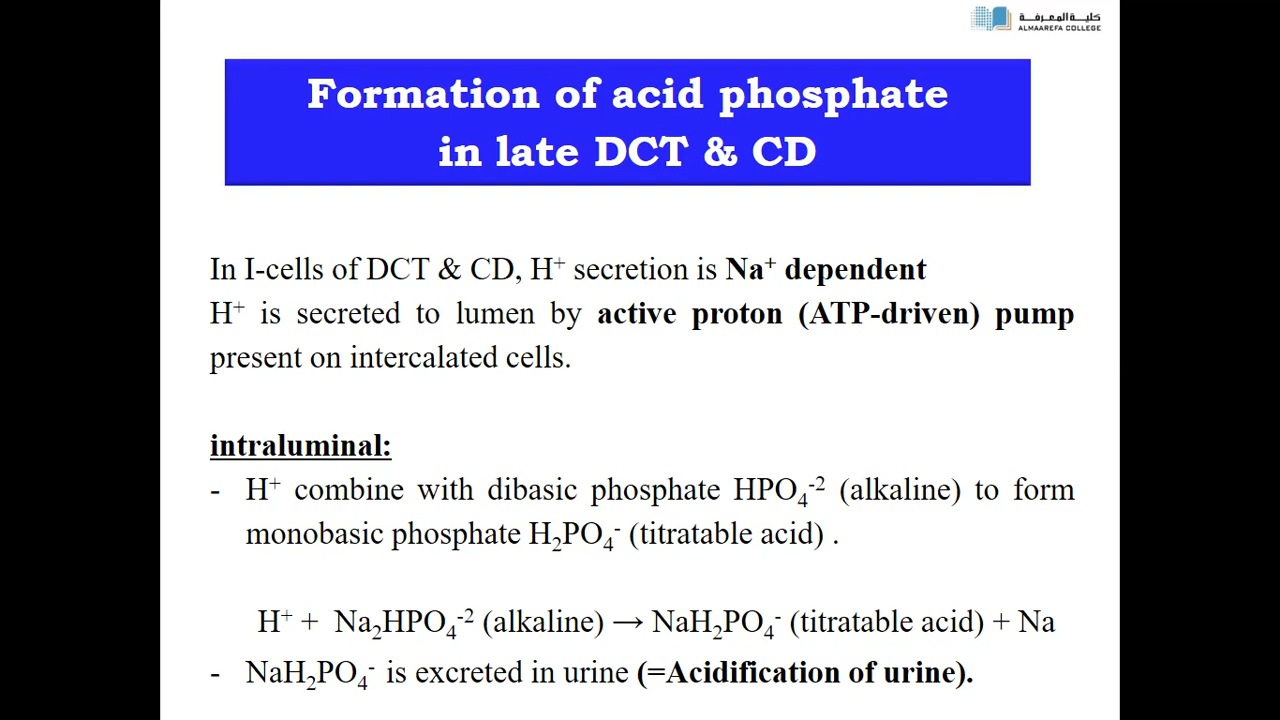 كلية المعرفة
ALMAAREFA COLLEGE
Formation of acid phosphate
in late DCT & CD
In I-cells of DCT & CD, H⁺ secretion is Na⁺ dependent
H⁺ is secreted to lumen by active proton (ATP-driven) pump
present on intercalated cells.
intraluminal:
- H⁺ combine with dibasic phosphate HPO₄⁻² (alkaline) to form
monobasic phosphate H₂PO₄⁻ (titratable acid) .
H⁺ + Na₂HPO₄⁻² (alkaline) → NaH₂PO₄⁻ (titratable acid) + Na
- NaH₂PO₄⁻ is excreted in urine (=Acidification of urine).